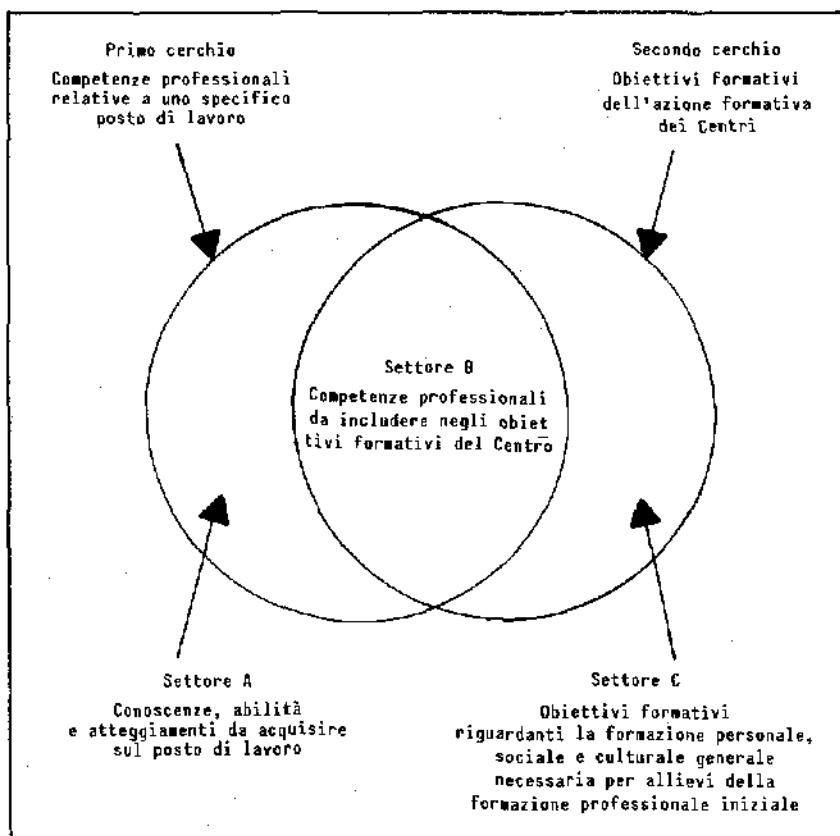 Primo cerchio
Competenze professionali
relative a uno specifico
posto di lavoro
Secondo cerchio
Obiettivi formativi
dell'azione formativa
dei Centri
Settore B
Competenze professionali
da includere negli obiet
tivi formativi del Centro
Settore A
Conoscenze, abilità
e atteggiamenti da acquisire
sul posto di lavoro
Settore C
Obiettivi formativi
riguardanti la formazione personale,
sociale e culturale generale
necessaria per allievi della
formazione professionale iniziale